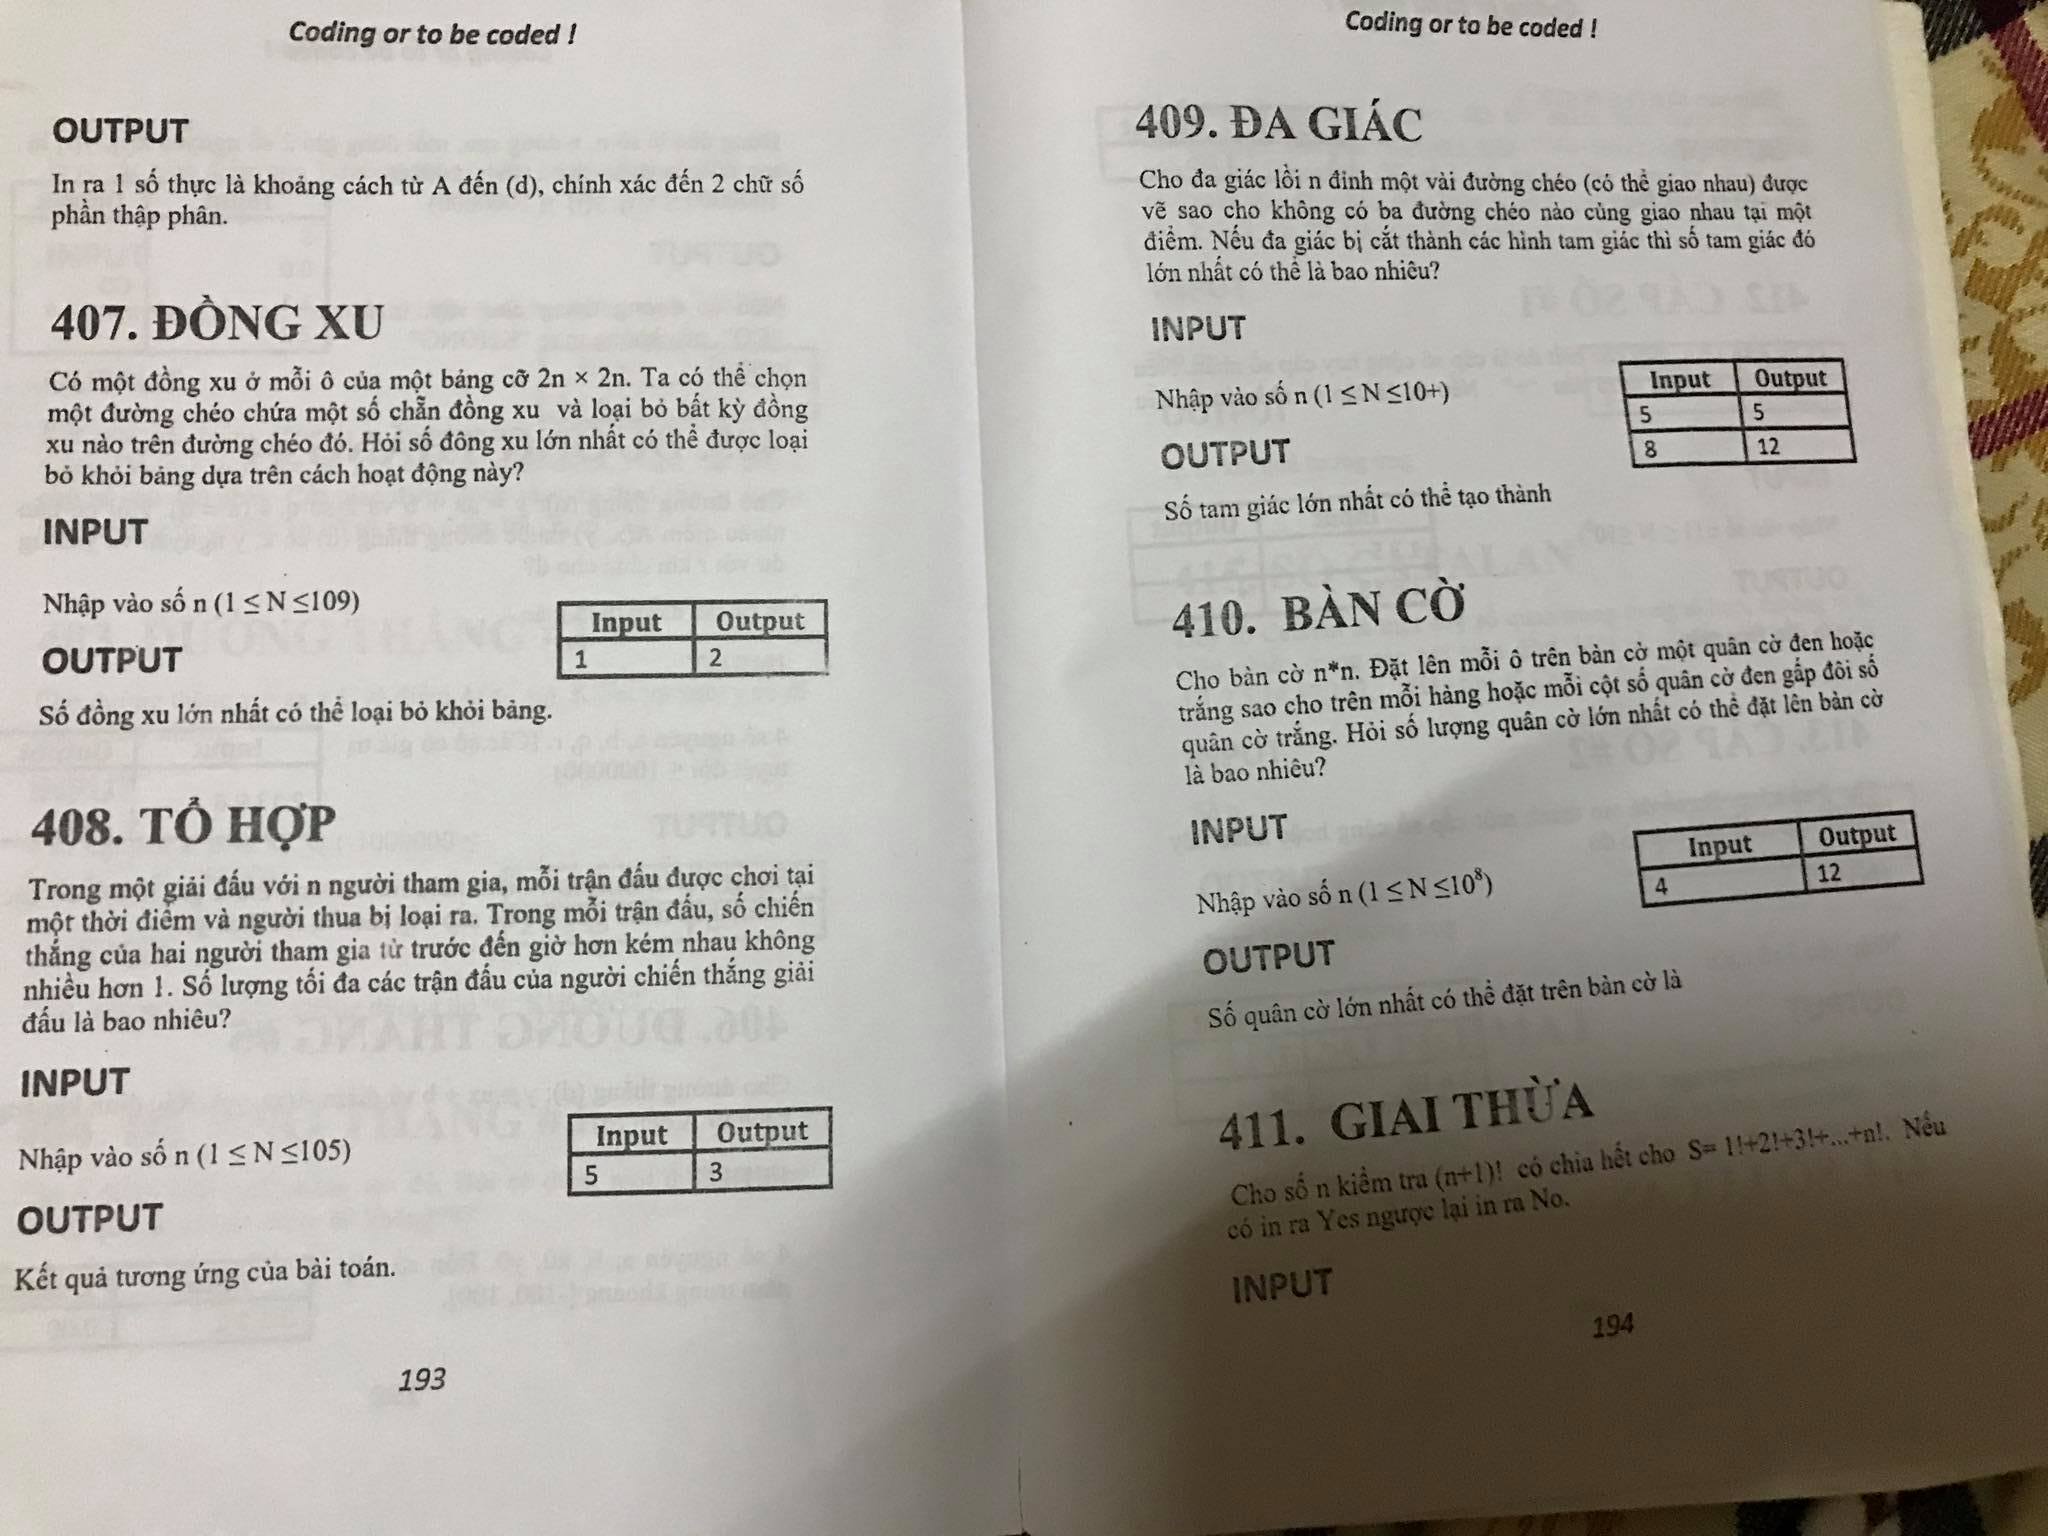 Coding or to be coded !
OUTPUT
In ra 1 số thực là khoảng cách từ A đến (d), chính xác đến 2 chữ số
phần thập phân.
407. ĐỒNG XU
Có một đồng xu ở mỗi ô của một bảng cỡ 2n × 2n. Ta có thể chọn
một đường chéo chứa một số chẵn đồng xu và loại bỏ bất kỳ đồng
xu nào trên đường chéo đó. Hỏi số đông xu lớn nhất có thể được loại
bỏ khỏi bảng dựa trên cách hoạt động này?
INPUT
Nhập vào số n (1 ≤ N ≤109)
Input Output
1 2
OUTPUT
Số đồng xu lớn nhất có thể loại bỏ khỏi bảng.
408. TỔ HỢP
Trong một giải đấu với n người tham gia, mỗi trận đấu được chơi tại
một thời điểm và người thua bị loại ra. Trong mỗi trận đấu, số chiến
thắng của hai người tham gia từ trước đến giờ hơn kém nhau không
nhiều hơn 1. Số lượng tối đa các trận đấu của người chiến thắng giải
đấu là bao nhiêu?
INPUT
Nhập vào số n (1 ≤ N ≤105)
Input Output
5 3
OUTPUT
Kết quả tương ứng của bài toán.
193
Coding or to be coded !
409. ĐA GIÁC
Cho đa giác lồi n đỉnh một vài đường chéo (có thể giao nhau) được
vẽ sao cho không có ba đường chéo nào cùng giao nhau tại một
điểm. Nếu đa giác bị cắt thành các hình tam giác thì số tam giác đó
lớn nhất có thể là bao nhiêu?
INPUT
Nhập vào số n (1 ≤ N ≤10+)
Input Output
5 5
8 12
OUTPUT
Số tam giác lớn nhất có thể tạo thành
410. BÀN CỜ
Cho bàn cờ n*n. Đặt lên mỗi ô trên bàn cờ một quân cờ đen hoặc
trắng sao cho trên mỗi hàng hoặc mỗi cột số quân cờ đen gấp đôi số
quân cờ trắng. Hỏi số lượng quân cờ lớn nhất có thể đặt lên bàn cờ
là bao nhiêu?
INPUT
Nhập vào số n (1 ≤ N ≤10⁸)
Input Output
4 12
OUTPUT
Số quân cờ lớn nhất có thể đặt trên bàn cờ là
411. GIAI THỪA
Cho số n kiểm tra (n+1)! có chia hết cho S= 1!+2!+3!+...+n!. Nếu
có in ra Yes ngược lại in ra No.
INPUT
194